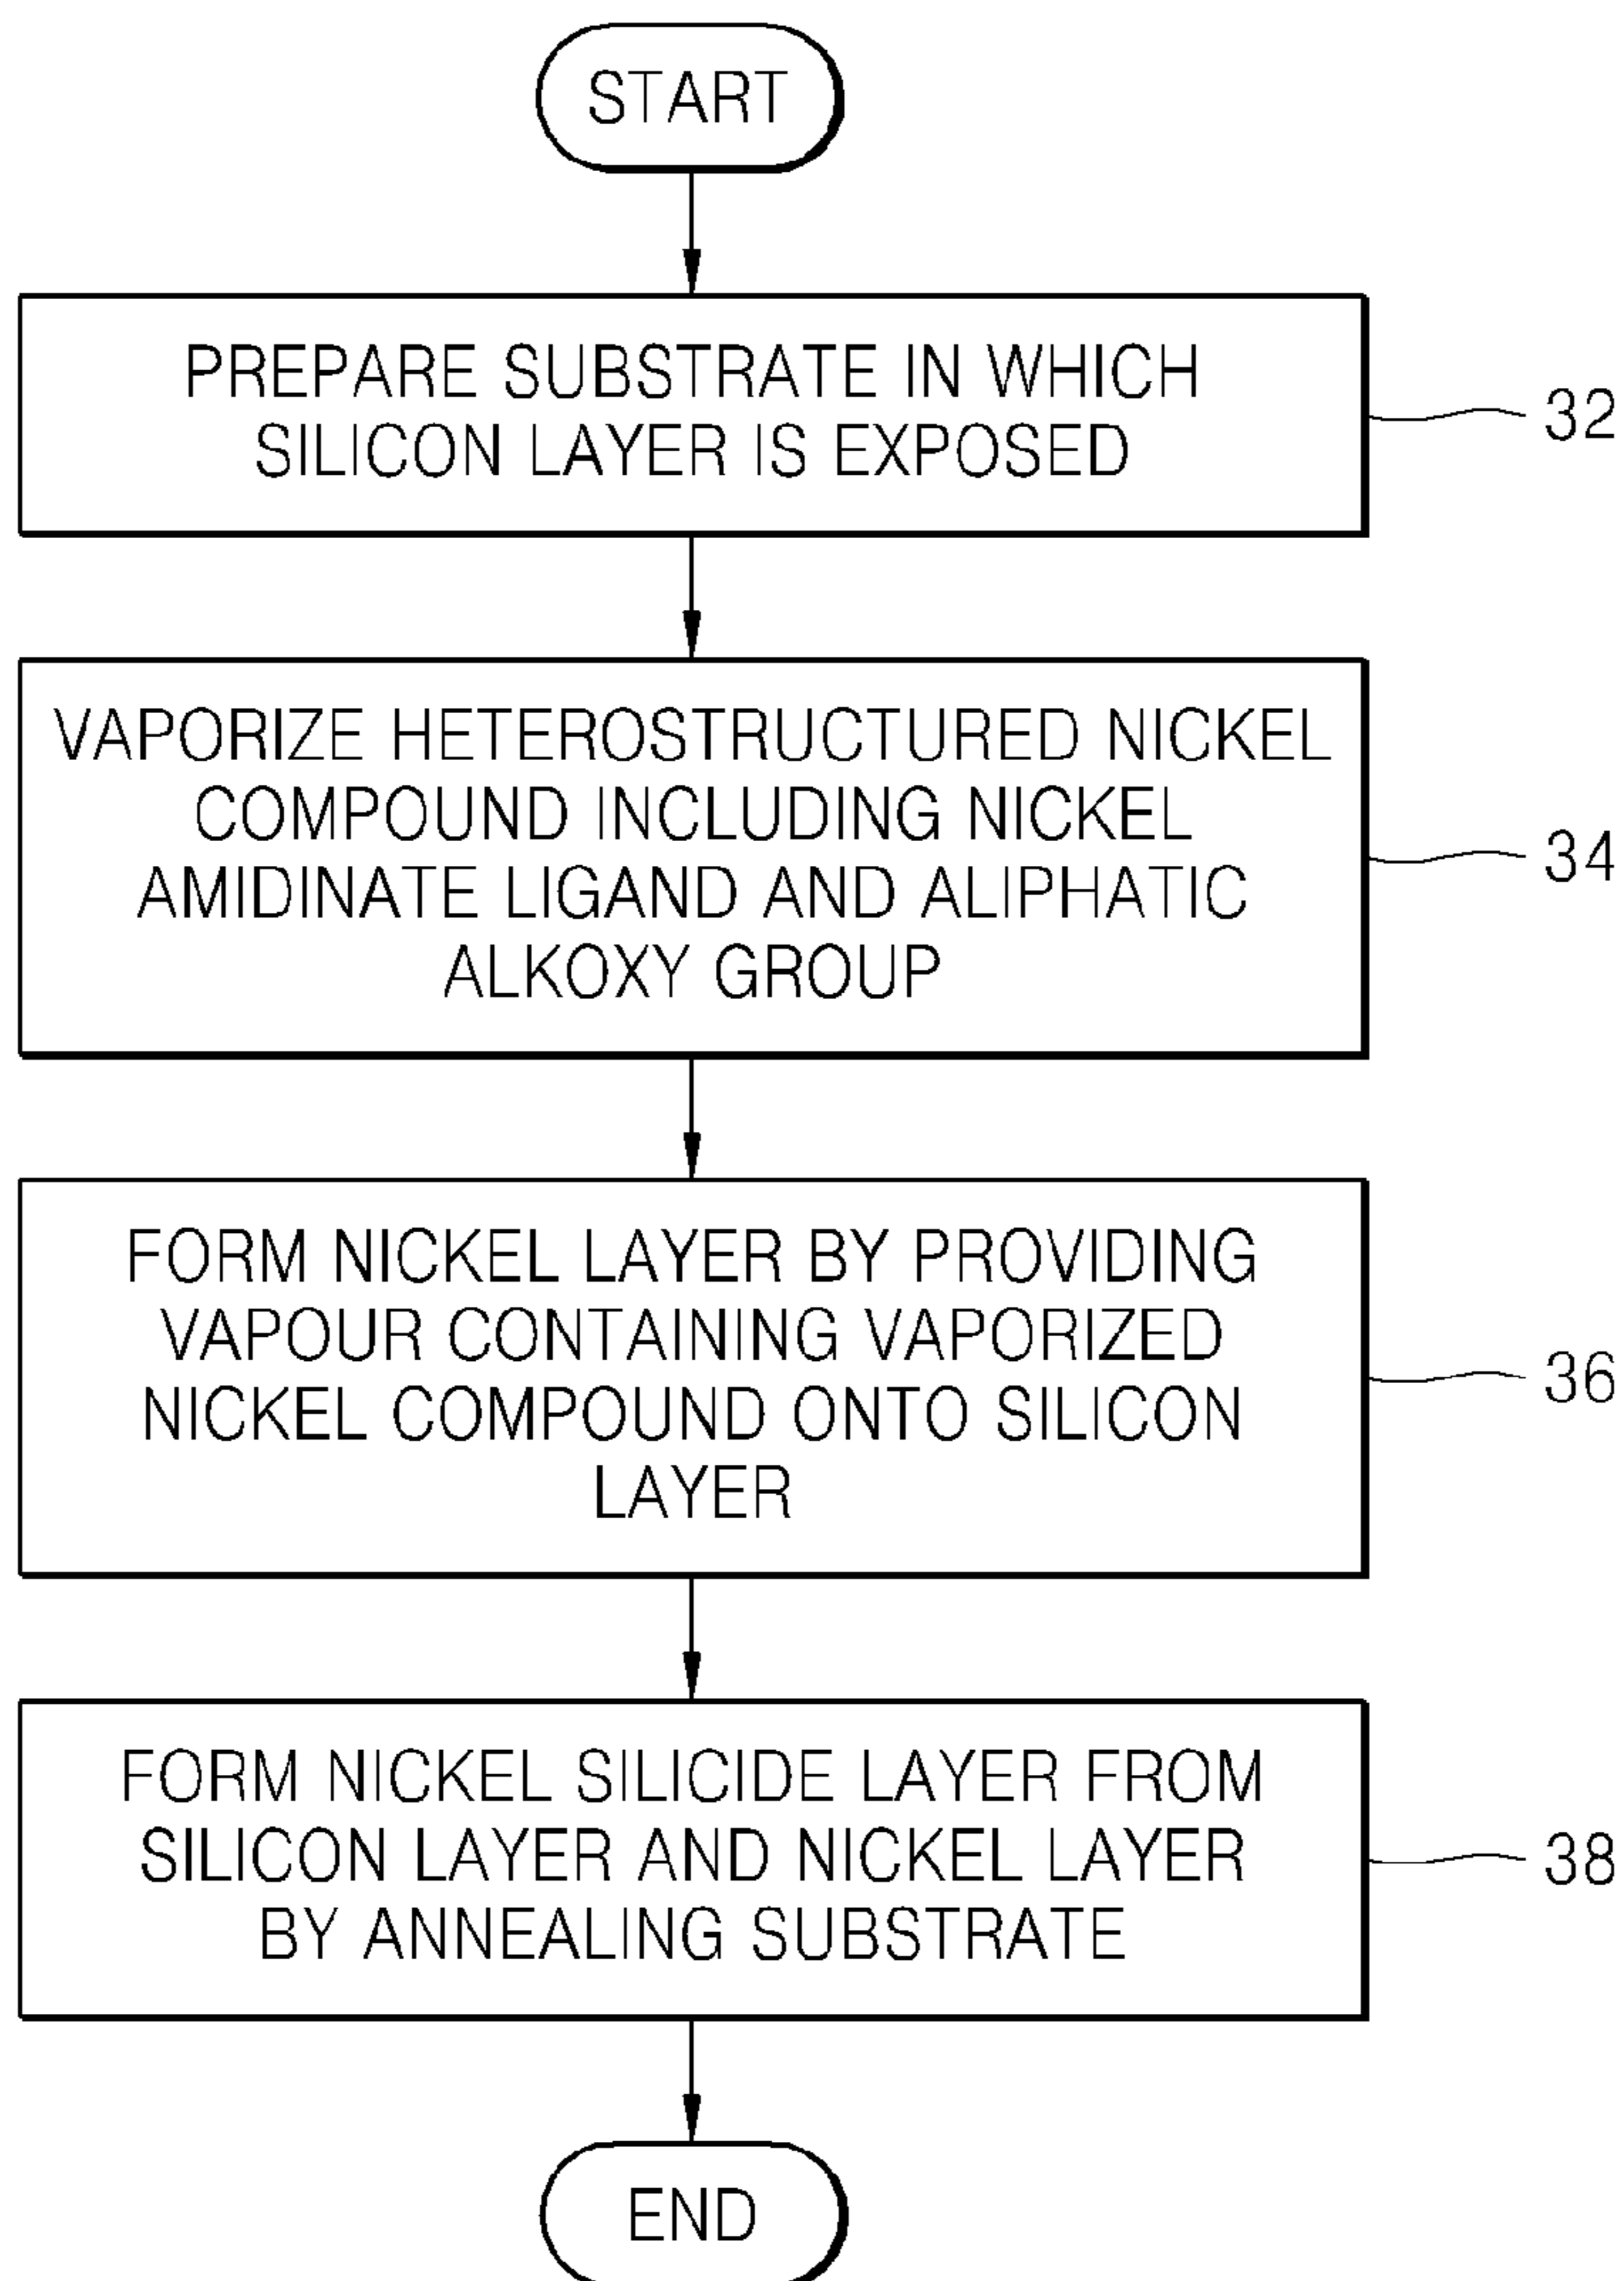 START
PREPARE SUBSTRATE IN WHICH
SILICON LAYER IS EXPOSED
32
VAPORIZE HETEROSTRUCTURED NICKEL
COMPOUND INCLUDING NICKEL
AMIDINATE LIGAND AND ALIPHATIC
ALKOXY GROUP
34
FORM NICKEL LAYER BY PROVIDING
VAPOUR CONTAINING VAPORIZED
NICKEL COMPOUND ONTO SILICON
LAYER
36
FORM NICKEL SILICIDE LAYER FROM
SILICON LAYER AND NICKEL LAYER
BY ANNEALING SUBSTRATE
38
END